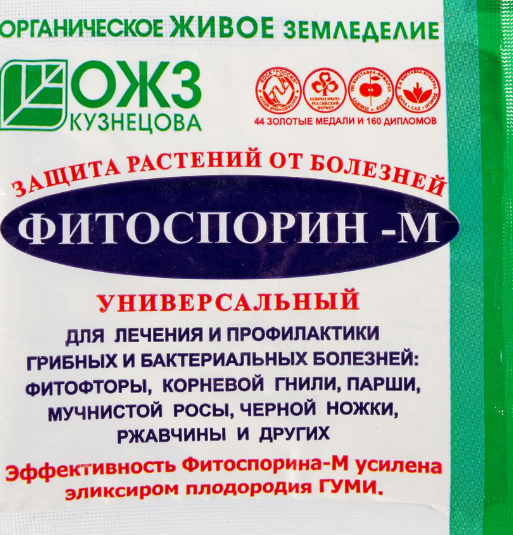 ОРГАНИЧЕСКОЕ ЖИВОЕ ЗЕМЛЕДЕЛИЕ
ОЖЗ
КУЗНЕЦОВА
44 ЗОЛОТЫЕ МЕДАЛИ И 160 ДИПЛОМОВ
ЗАЩИТА РАСТЕНИЙ ОТ БОЛЕЗНЕЙ
ФИТОСПОРИН -М
УНИВЕРСАЛЬНЫЙ
ДЛЯ ЛЕЧЕНИЯ И ПРОФИЛАКТИКИ
ГРИБНЫХ И БАКТЕРИАЛЬНЫХ БОЛЕЗНЕЙ:
ФИТОФТОРЫ, КОРНЕВОЙ ГНИЛИ, ПАРШИ,
МУЧНИСТОЙ РОСЫ, ЧЕРНОЙ НОЖКИ,
РЖАВЧИНЫ И ДРУГИХ
Эффективность Фитоспорина-М усилена
эликсиром плодородия ГУМИ.